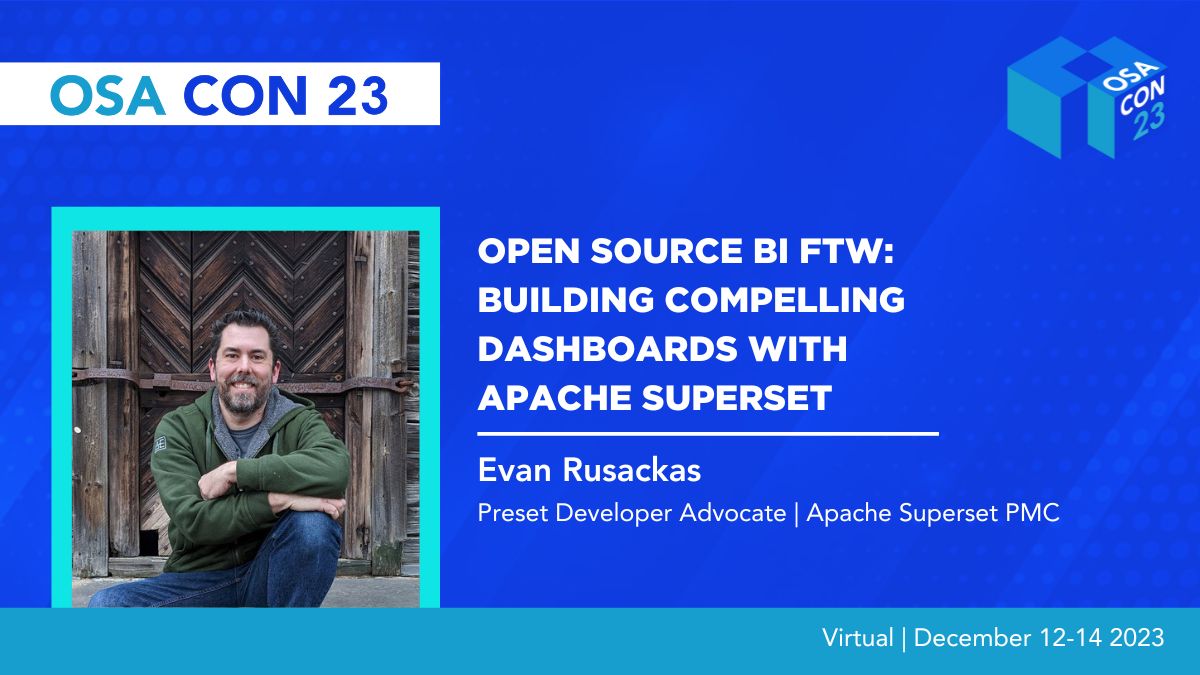 OSA CON 23
OSA
CON
23
OPEN SOURCE BI FTW:
BUILDING COMPELLING
DASHBOARDS WITH
APACHE SUPERSET
Evan Rusackas
Preset Developer Advocate | Apache Superset PMC
Virtual | December 12-14 2023